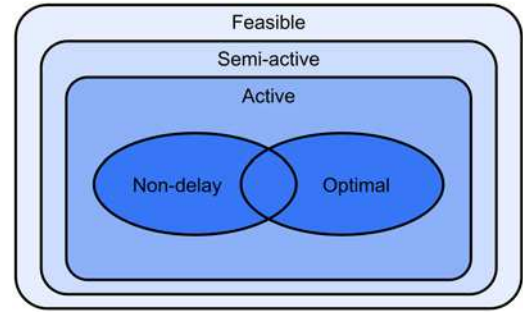 Feasible
Semi-active
Active
Non-delay
Optimal